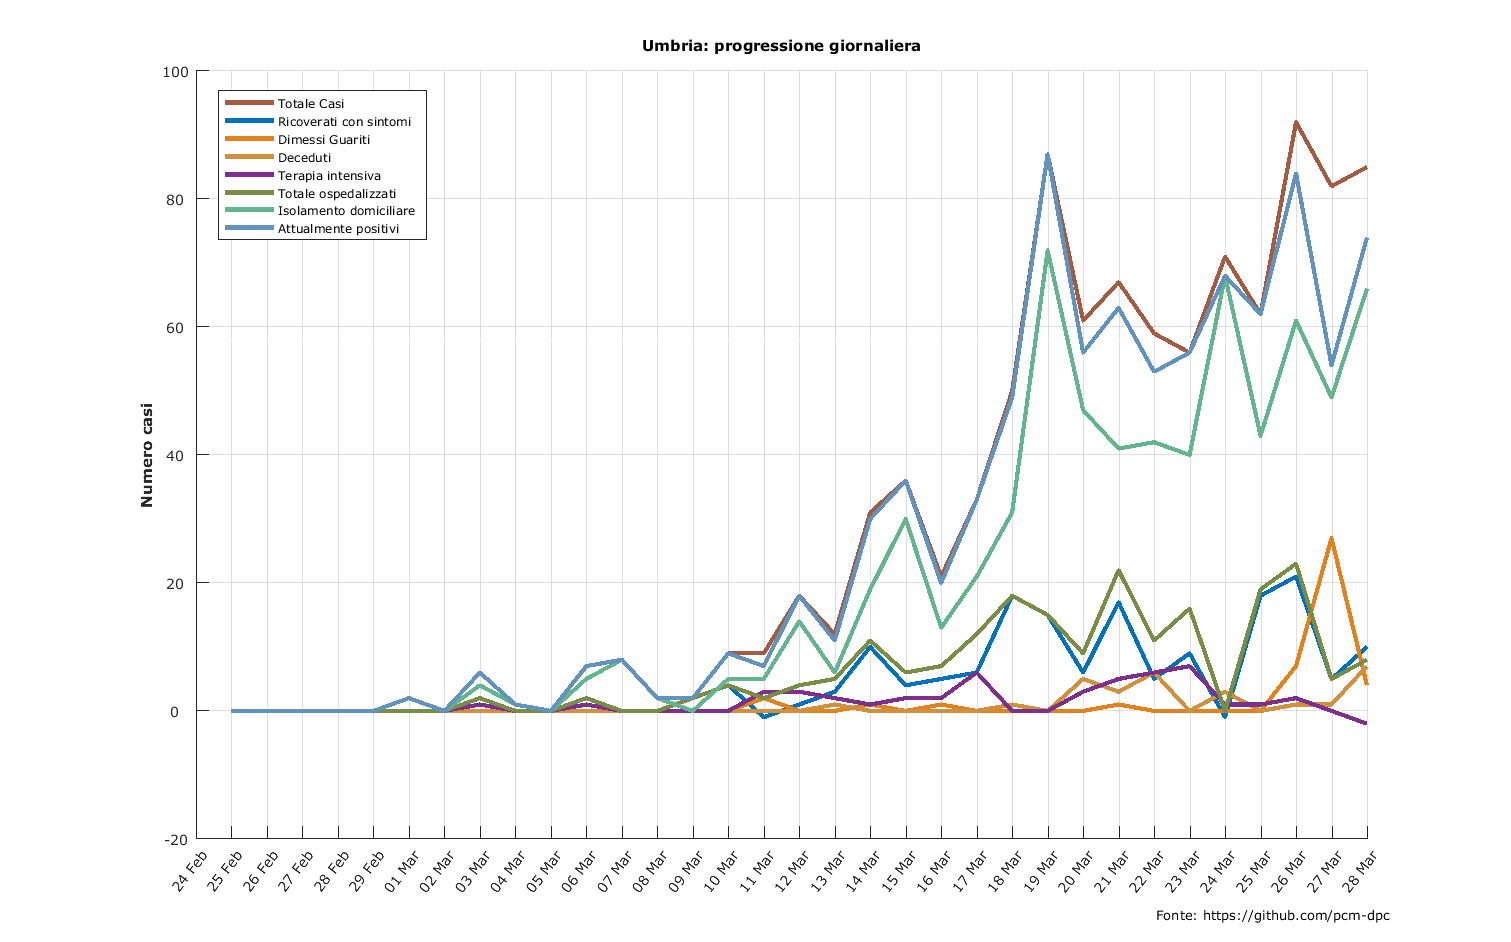 Umbria: progressione giornaliera
100
80
60
40
20
0
-20
Numero casi
Totale Casi
Ricoverati con sintomi
Dimessi Guariti
Deceduti
Terapia intensiva
Totale ospedalizzati
Isolamento domiciliare
Attualmente positivi
24 Feb
25 Feb
26 Feb
27 Feb
28 Feb
29 Feb
01 Mar
02 Mar
03 Mar
04 Mar
05 Mar
06 Mar
07 Mar
08 Mar
09 Mar
10 Mar
11 Mar
12 Mar
13 Mar
14 Mar
15 Mar
16 Mar
17 Mar
18 Mar
19 Mar
20 Mar
21 Mar
22 Mar
23 Mar
24 Mar
25 Mar
26 Mar
27 Mar
28 Mar
Fonte: https://github.com/pcm-dpc